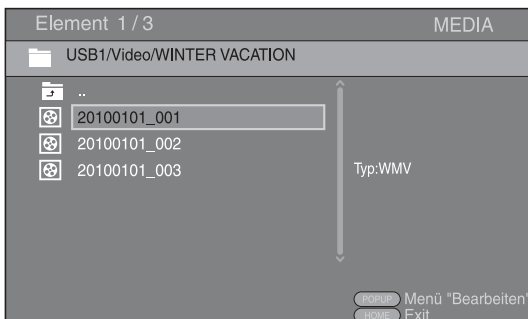 Element 1/3
MEDIA
USB1/Video/WINTER VACATION
..
20100101_001
20100101_002
20100101_003
Typ:WMV
POPUP Menü "Bearbeiten"
HOME Exit